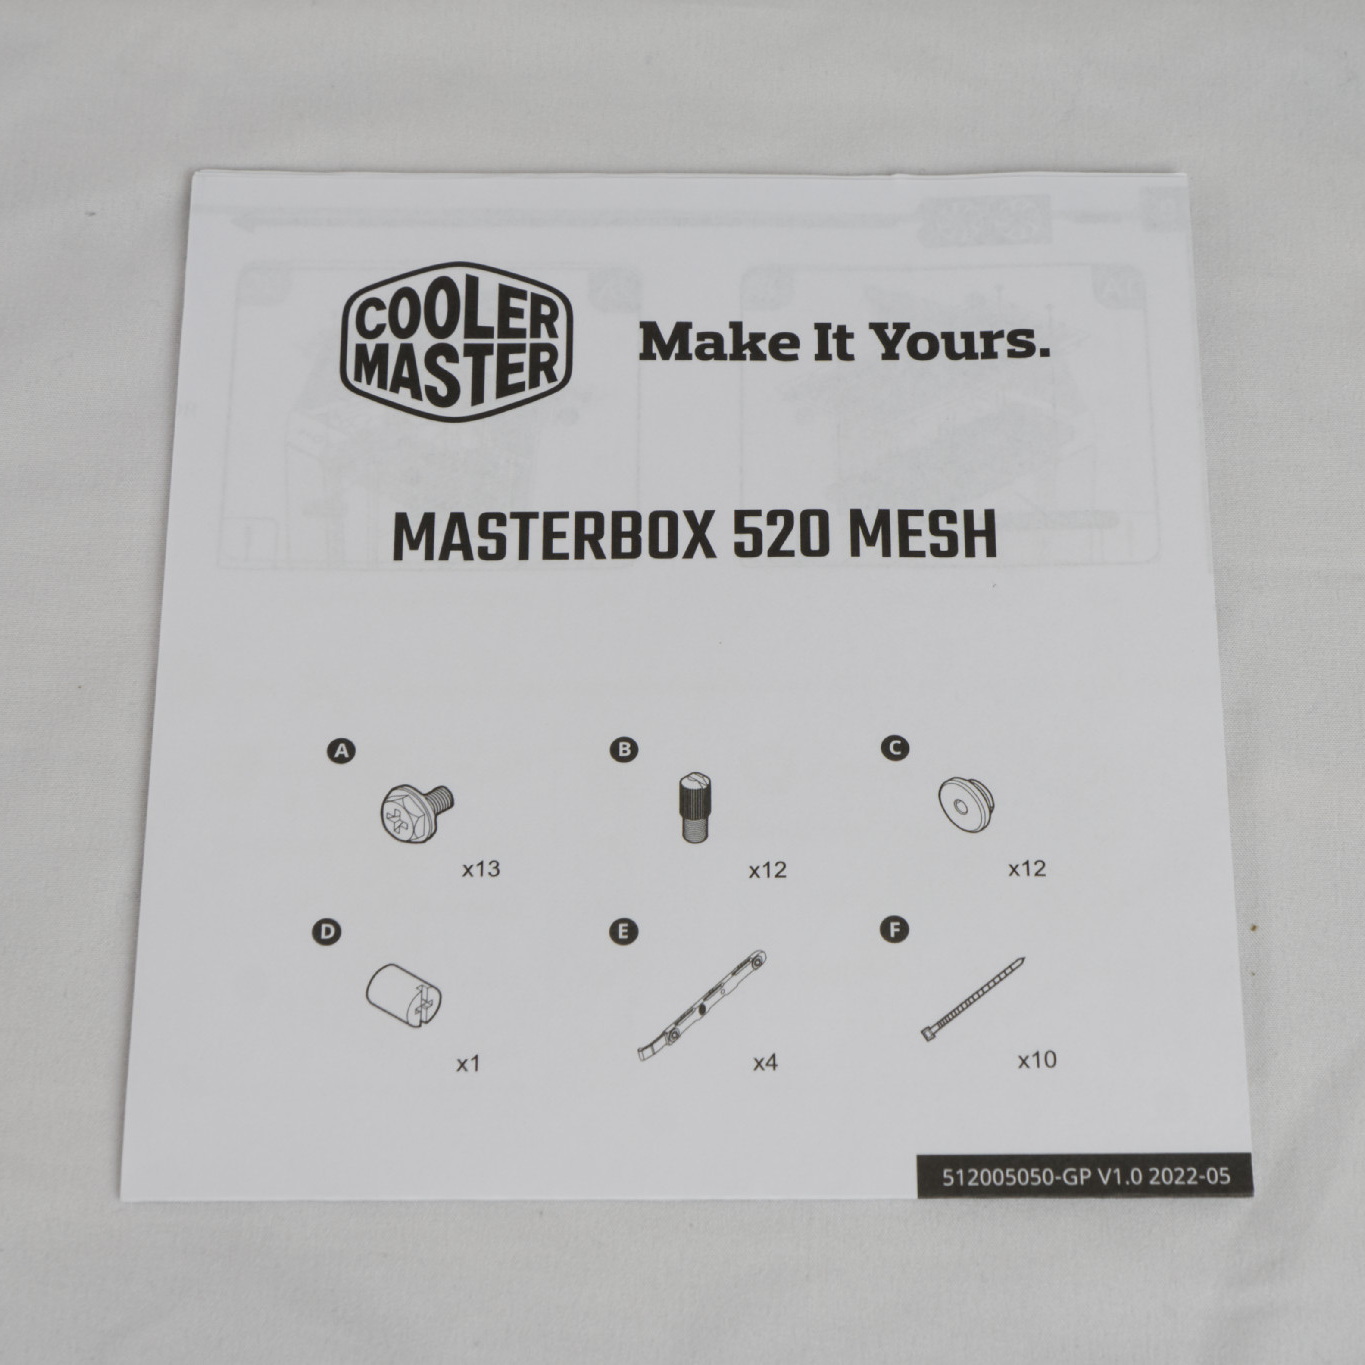 COOLER
MASTER
Make It Yours.
MASTERBOX 520 MESH
A
B
C
x13
x12
x12
D
E
F
x1
x4
x10
512005050-GP V1.0 2022-05